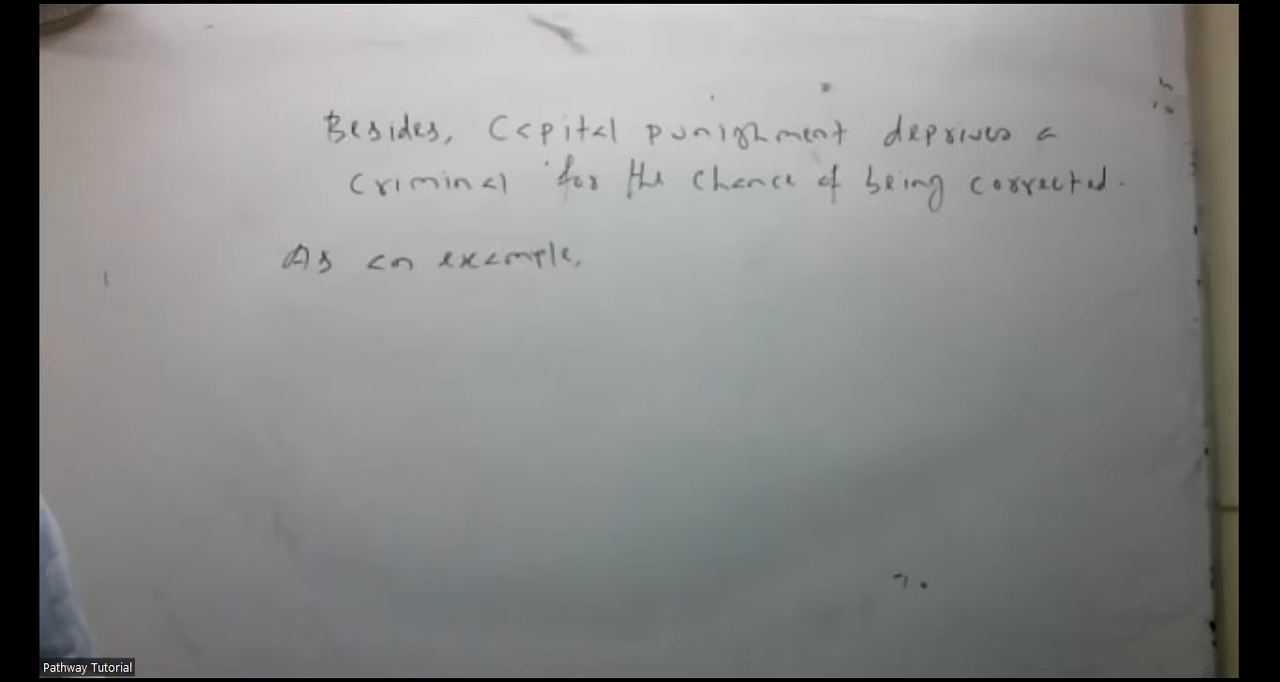 Besides, Capital punishment deprives a
criminal for the chance of being corrected.
As an example,
Pathway Tutorial